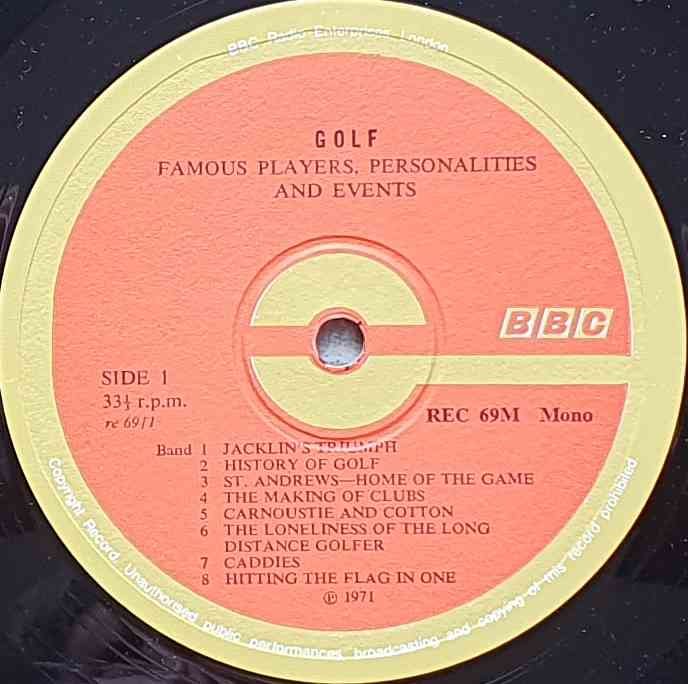 BBC Radio Enterprises London
GOLF
FAMOUS PLAYERS, PERSONALITIES
AND EVENTS
BBC
SIDE 1
33⅓ r.p.m.
re 69/1
REC 69M Mono
Band 1 JACKLIN'S TRIUMPH
2 HISTORY OF GOLF
3 ST. ANDREWS—HOME OF THE GAME
4 THE MAKING OF CLUBS
5 CARNOUSTIE AND COTTON
6 THE LONELINESS OF THE LONG
DISTANCE GOLFER
7 CADDIES
8 HITTING THE FLAG IN ONE
℗ 1971
Copyright Record. Unauthorised public performances, broadcasting and copying of this record prohibited